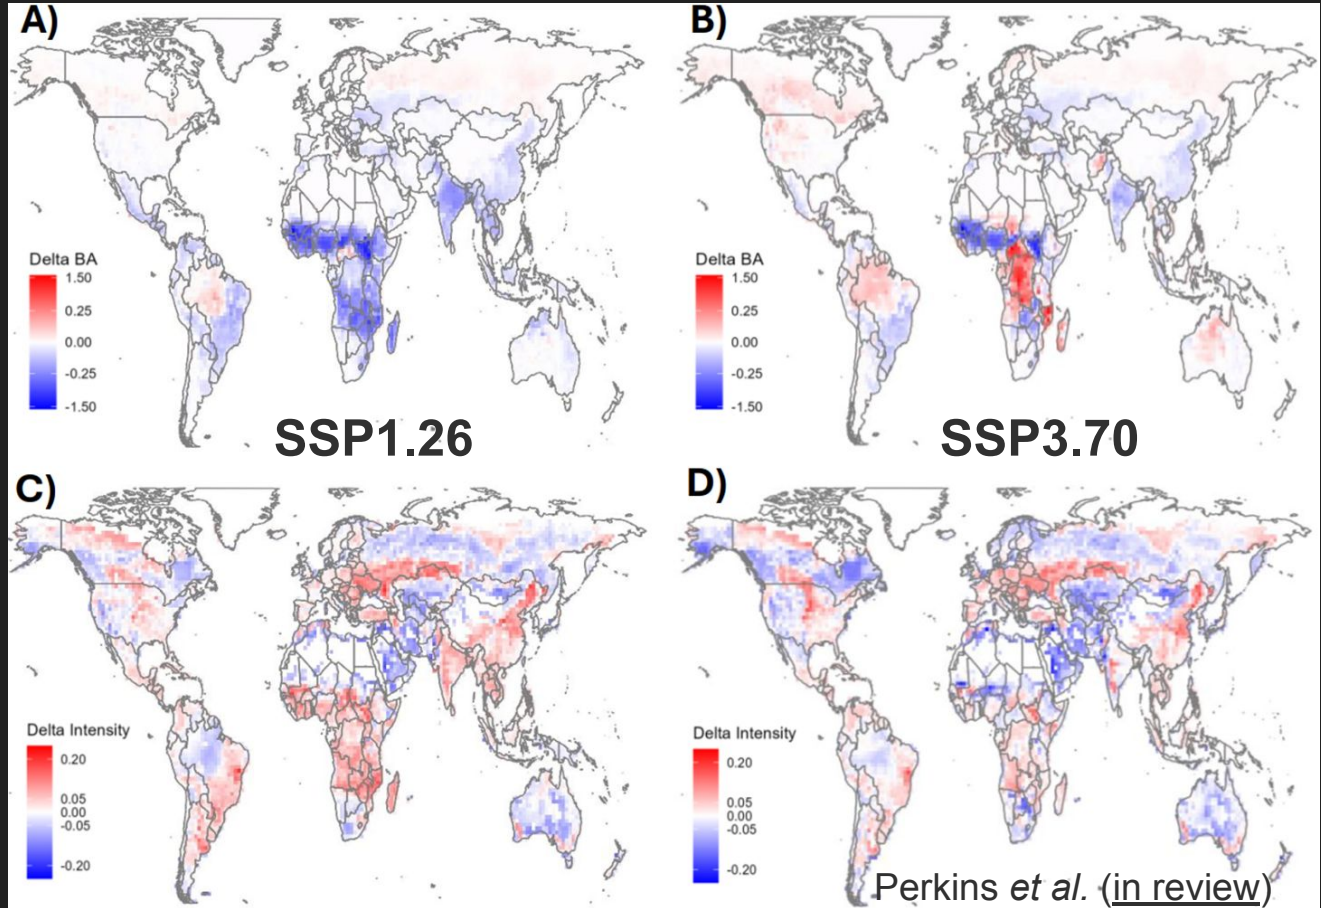 A)
B)
Delta BA
1.50
0.25
0.00
-0.25
-1.50
Delta BA
1.50
0.25
0.00
-0.25
-1.50
SSP1.26
SSP3.70
C)
D)
Delta Intensity
0.20
0.05
0.00
-0.05
-0.20
Delta Intensity
0.20
0.05
0.00
-0.05
-0.20
Perkins et al. (in review)